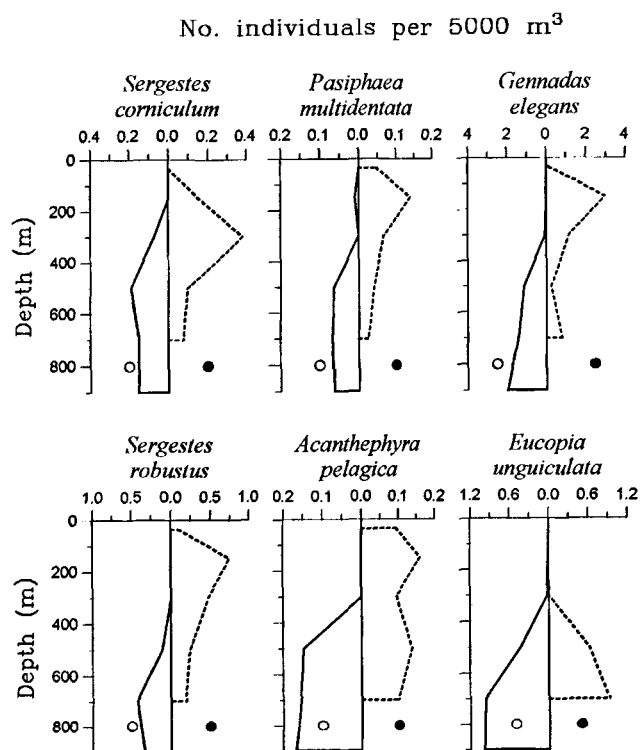 No. individuals per 5000 m³
Sergestes corniculum
Pasiphaea multidentata
Gennadas elegans
0.4 0.2 0.0 0.2 0.4
0.2 0.1 0.0 0.1 0.2
4 2 0 2 4
Depth (m)
0
200
400
600
800
Sergestes robustus
Acanthephyra pelagica
Eucopia unguiculata
1.0 0.5 0.0 0.5 1.0
0.2 0.1 0.0 0.1 0.2
1.2 0.6 0.0 0.6 1.2
Depth (m)
0
200
400
600
800